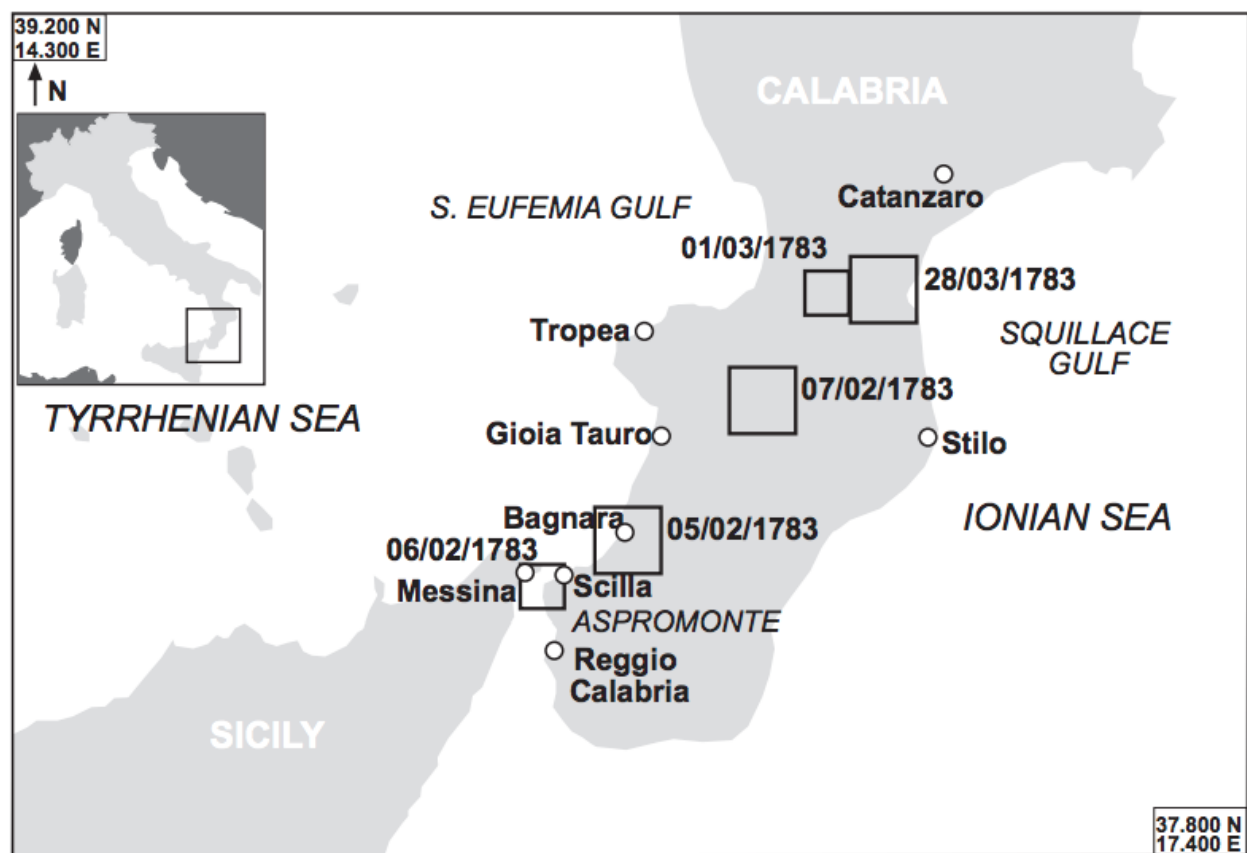 39.200 N
14.300 E
N
CALABRIA
Catanzaro
S. EUFEMIA GULF
01/03/1783
28/03/1783
SQUILLACE
GULF
Tropea
07/02/1783
TYRRHENIAN SEA
Gioia Tauro
Stilo
IONIAN SEA
Bagnara
05/02/1783
06/02/1783
Messina
Scilla
ASPROMONTE
Reggio
Calabria
SICILY
37.800 N
17.400 E